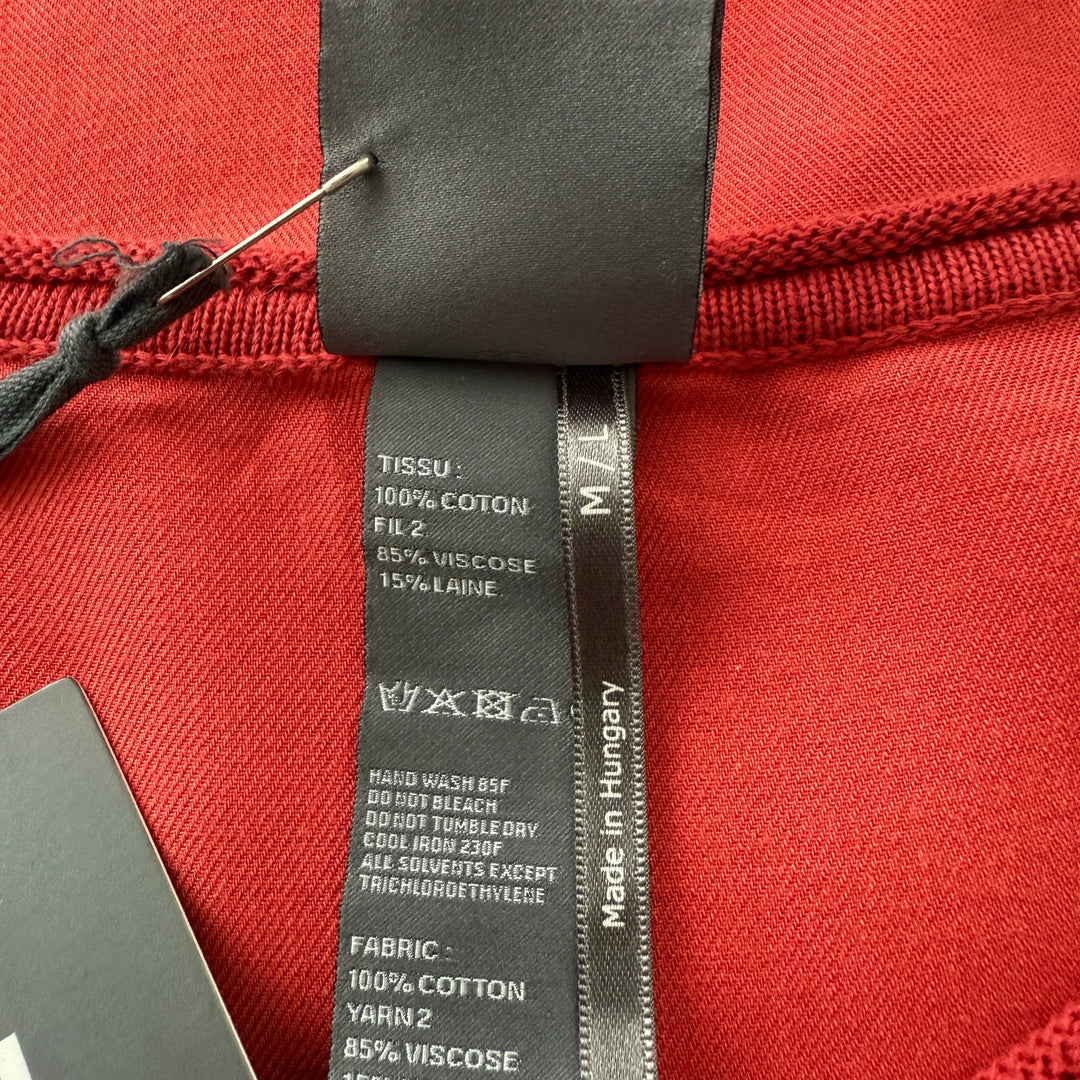 TISSU :
100% COTON
FIL 2
85% VISCOSE
15% LAINE
HAND WASH 85F
DO NOT BLEACH
DO NOT TUMBLE DRY
COOL IRON 230F
ALL SOLVENTS EXCEPT
TRICHLOROETHYLENE
FABRIC :
100% COTTON
YARN 2
85% VISCOSE
M / L
Made in Hungary